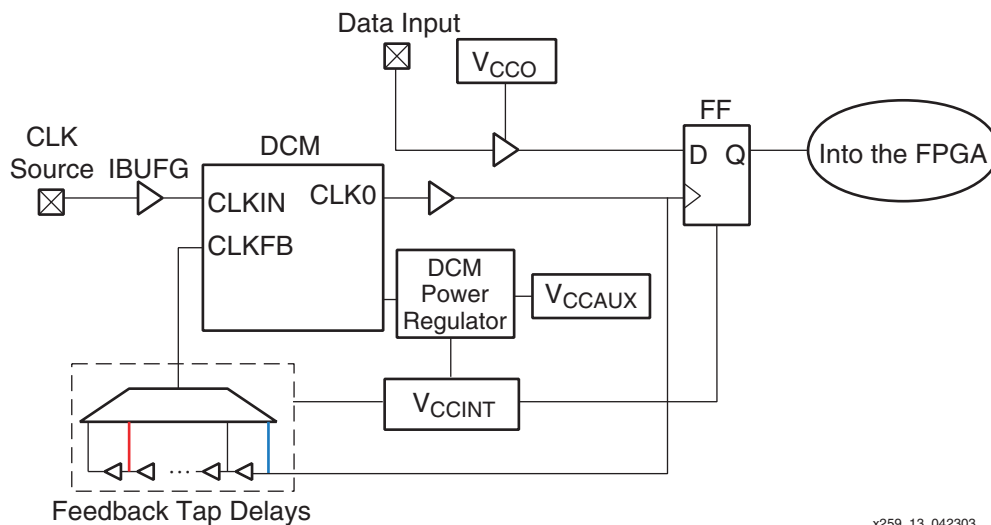 Data Input
VCCO
FF
CLK
Source
IBUFG
DCM
D
Q
Into the FPGA
CLKIN
CLK0
CLKFB
DCM
Power
Regulator
VCCAUX
VCCINT
...
Feedback Tap Delays
x259_13_042303